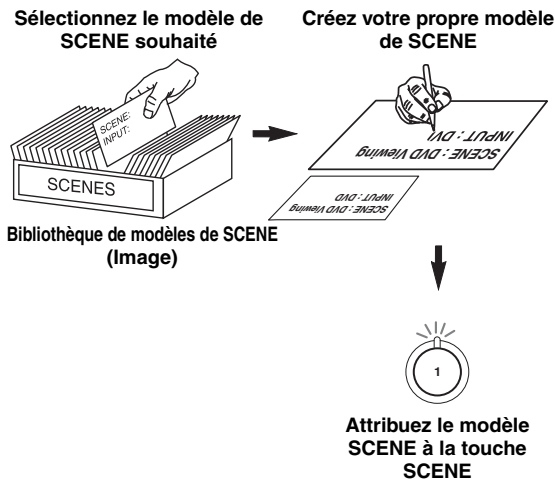 Sélectionnez le modèle de
SCENE souhaité
Créez votre propre modèle
de SCENE
SCENE:
INPUT:
SCENES
Bibliothèque de modèles de SCENE
(Image)
SCENE : DVD Viewing
INPUT : DV
SCENE : DVD Viewing
INPUT : DVD
1
Attribuez le modèle
SCENE à la touche
SCENE